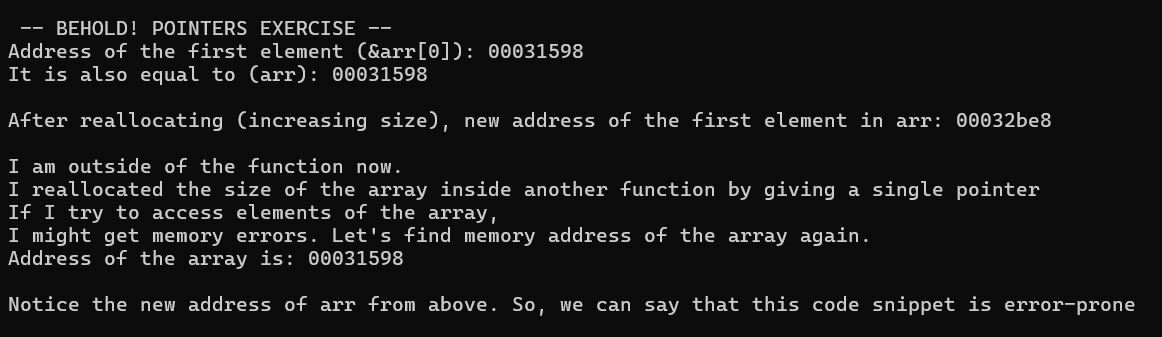 -- BEHOLD! POINTERS EXERCISE --
Address of the first element (&arr[0]): 00031598
It is also equal to (arr): 00031598
After reallocating (increasing size), new address of the first element in arr: 00032be8
I am outside of the function now.
I reallocated the size of the array inside another function by giving a single pointer
If I try to access elements of the array,
I might get memory errors. Let's find memory address of the array again.
Address of the array is: 00031598
Notice the new address of arr from above. So, we can say that this code snippet is error-prone